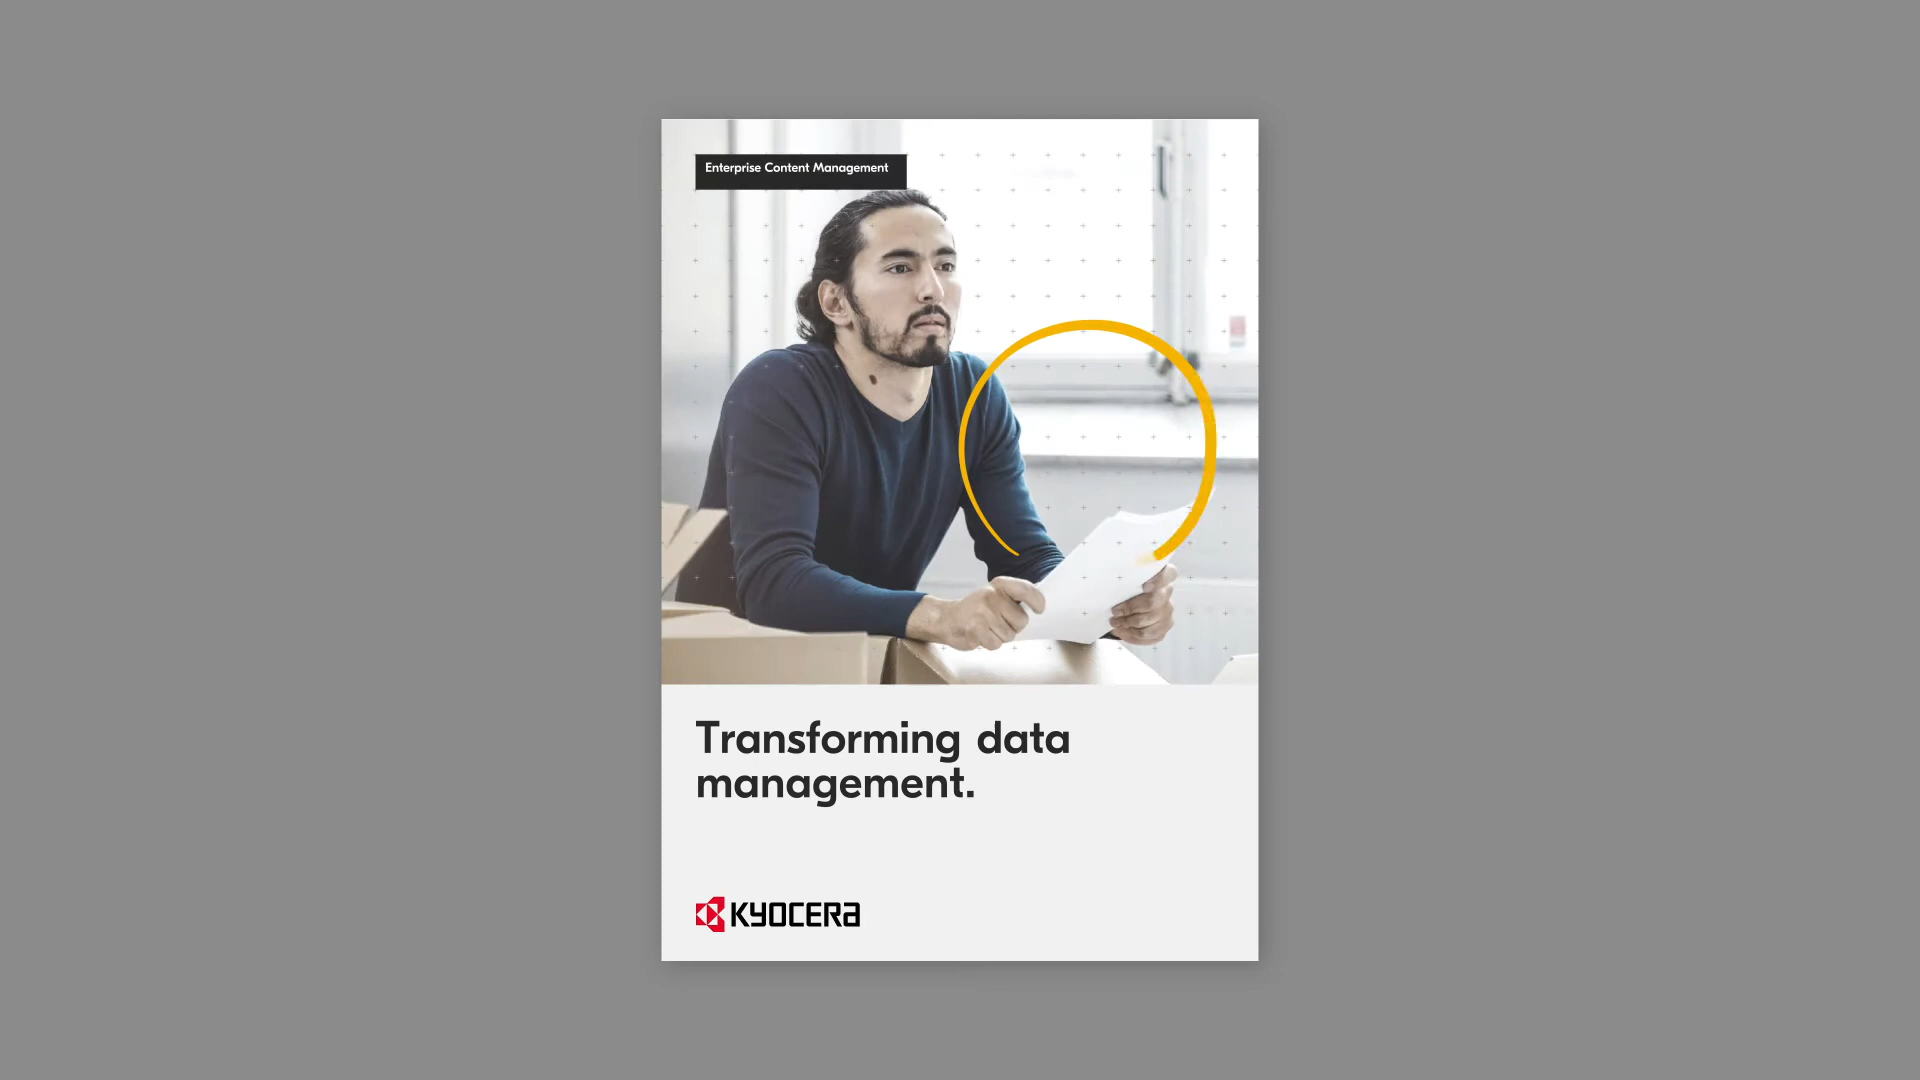 Enterprise Content Management
Transforming data
management.
KYOCERA